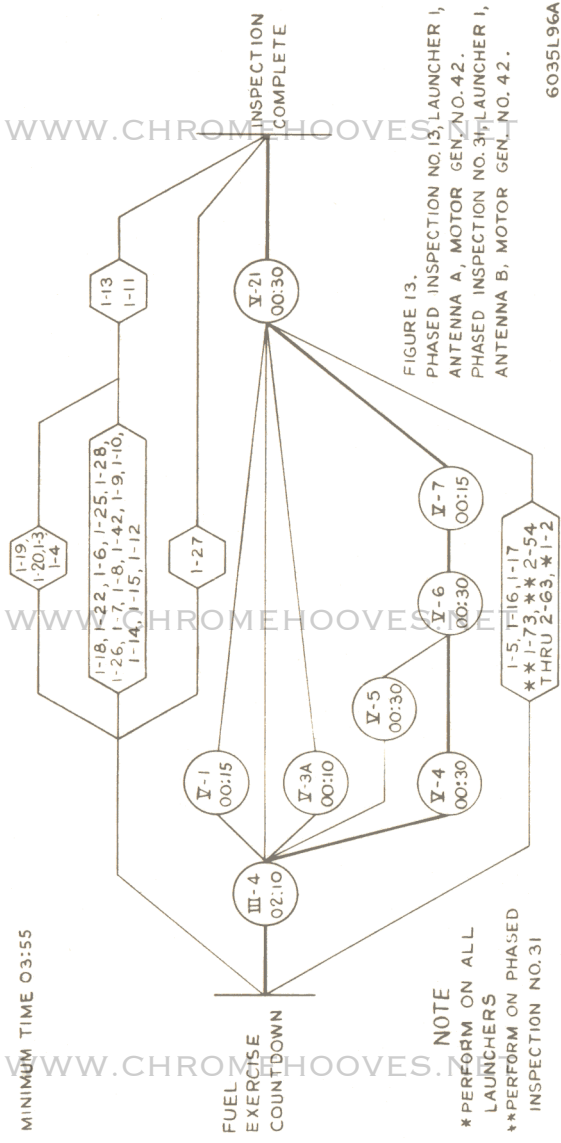 MINIMUM TIME 03:55
FUEL
EXERCISE
COUNTDOWN
III-4
02:10
V-1
00:15
V-3A
00:10
V-5
00:30
V-4
00:30
V-6
00:30
V-7
00:15
V-21
00:30
1-19,
1-20, 1-3,
1-4
1-18, 1-22, 1-6, 1-25, 1-28,
1-26, 1-7, 1-8, 1-42, 1-9, 1-10,
1-14, 1-15, 1-12
1-27
1-13
1-11
1-5, 1-16, 1-17
**1-73, **2-54
THRU 2-63, *1-2
INSPECTION
COMPLETE
NOTE
*PERFORM ON ALL
LAUNCHERS
**PERFORM ON PHASED
INSPECTION NO. 31
FIGURE 13.
PHASED INSPECTION NO. 13, LAUNCHER 1,
ANTENNA A, MOTOR GEN. NO. 42.
PHASED INSPECTION NO. 31, LAUNCHER 1,
ANTENNA B, MOTOR GEN. NO. 42.
6035L96A
WWW.CHROMEHOOVES.NET
WWW.CHROMEHOOVES.NET
WWW.CHROMEHOOVES.NET